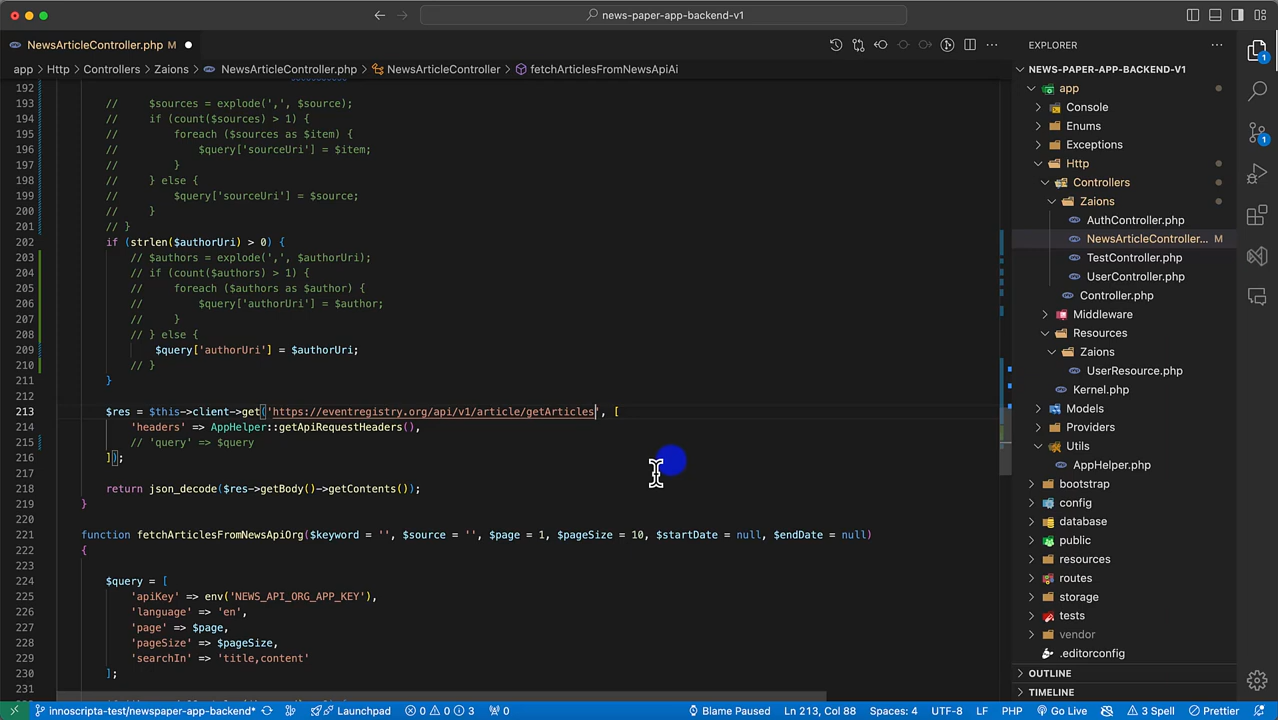 news-paper-app-backend-v1
NewsArticleController.php M
EXPLORER
app > Http > Controllers > Zaions > NewsArticleController.php > NewsArticleController > fetchArticlesFromNewsApiAi
192
193 // $sources = explode(',', $source);
194 // if (count($sources) > 1) {
195 // foreach ($sources as $item) {
196 // $query['sourceUri'] = $item;
197 // }
198 // } else {
199 // $query['sourceUri'] = $source;
200 // }
201 // }
202 if (strlen($authorUri) > 0) {
203 // $authors = explode(',', $authorUri);
204 // if (count($authors) > 1) {
205 // foreach ($authors as $author) {
206 // $query['authorUri'] = $author;
207 // }
208 // } else {
209 $query['authorUri'] = $authorUri;
210 // }
211 }
212
213 $res = $this->client->get('https://eventregistry.org/api/v1/article/getArticles', [
214 'headers' => AppHelper::getApiRequestHeaders(),
215 // 'query' => $query
216 ]);
217
218 return json_decode($res->getBody()->getContents());
219 }
220
221 function fetchArticlesFromNewsApiOrg($keyword = '', $source = '', $page = 1, $pageSize = 10, $startDate = null, $endDate = null)
222 {
223
224 $query = [
225 'apiKey' => env('NEWS_API_ORG_APP_KEY'),
226 'language' => 'en',
227 'page' => $page,
228 'pageSize' => $pageSize,
229 'searchIn' => 'title,content'
230 ];
231
NEWS-PAPER-APP-BACKEND-V1
app
Console
Enums
Exceptions
Http
Controllers
Zaions
AuthController.php
NewsArticleController... M
TestController.php
UserController.php
Controller.php
Middleware
Resources
Zaions
UserResource.php
Kernel.php
Models
Providers
Utils
AppHelper.php
bootstrap
config
database
public
resources
routes
storage
tests
vendor
.editorconfig
OUTLINE
TIMELINE
1
1
innoscripta-test/newspaper-app-backend* Launchpad 0 0 3 0 Blame Paused Ln 213, Col 88 Spaces: 4 UTF-8 LF PHP Go Live 3 Spell Prettier